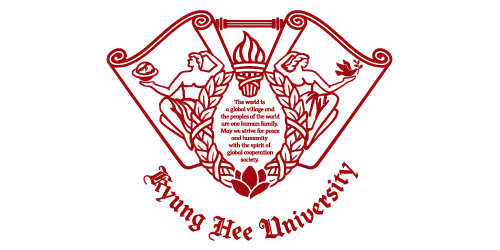 The world is
a global village and
the peoples of the world
are one human family.
May we strive for peace
and humanity
with the spirit of
global cooperation
society.
Kyung Hee University